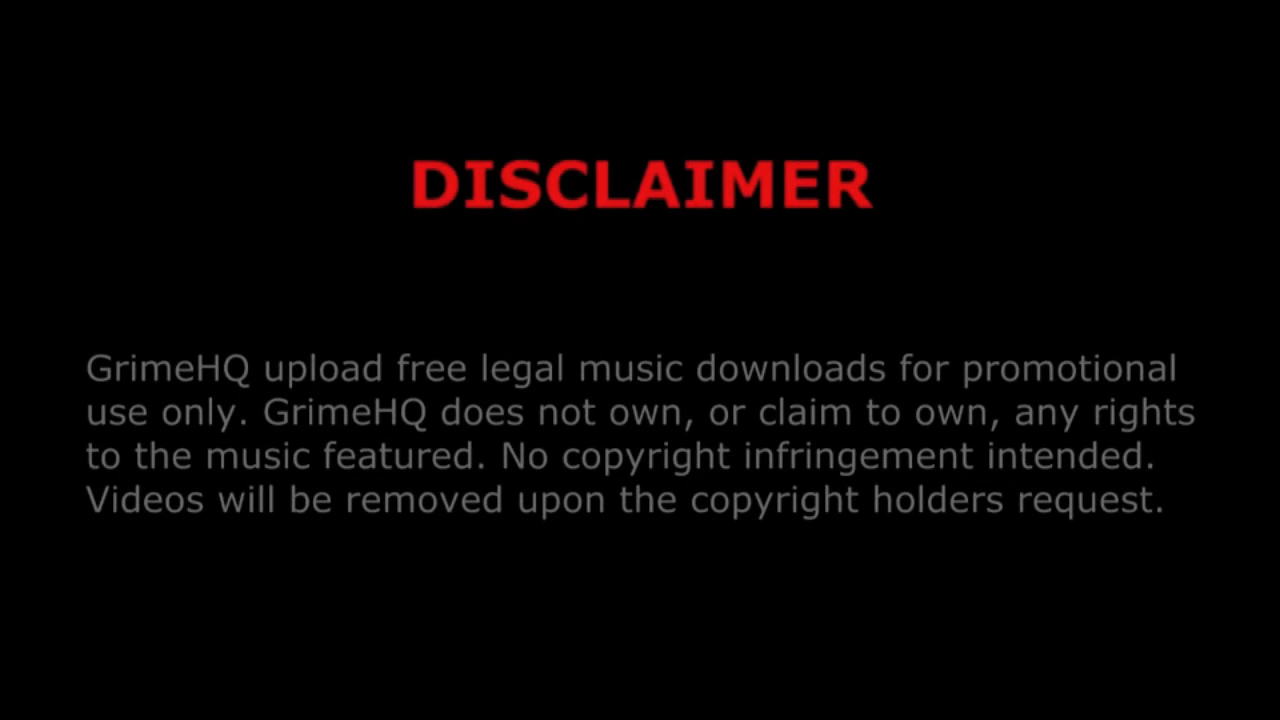 DISCLAIMER
GrimeHQ upload free legal music downloads for promotional
use only. GrimeHQ does not own, or claim to own, any rights
to the music featured. No copyright infringement intended.
Videos will be removed upon the copyright holders request.